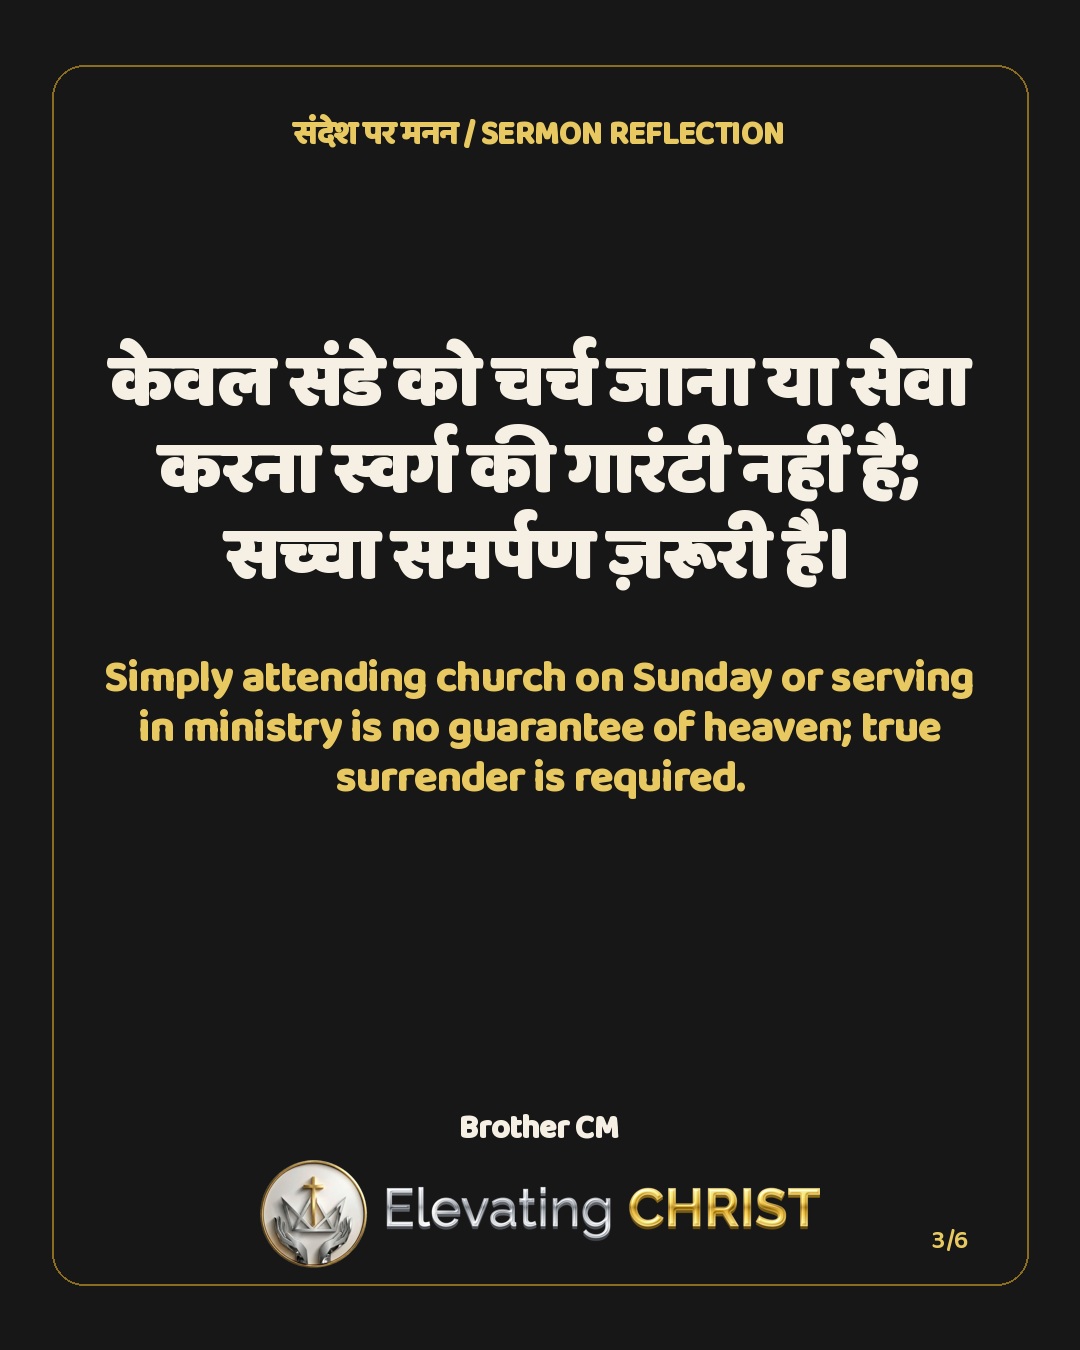 संदेश पर मनन / SERMON REFLECTION
केवल संडे को चर्च जाना या सेवा
करना स्वर्ग की गारंटी नहीं है;
सच्चा समर्पण ज़रूरी है।
Simply attending church on Sunday or serving
in ministry is no guarantee of heaven; true
surrender is required.
Brother CM
Elevating CHRIST
3/6